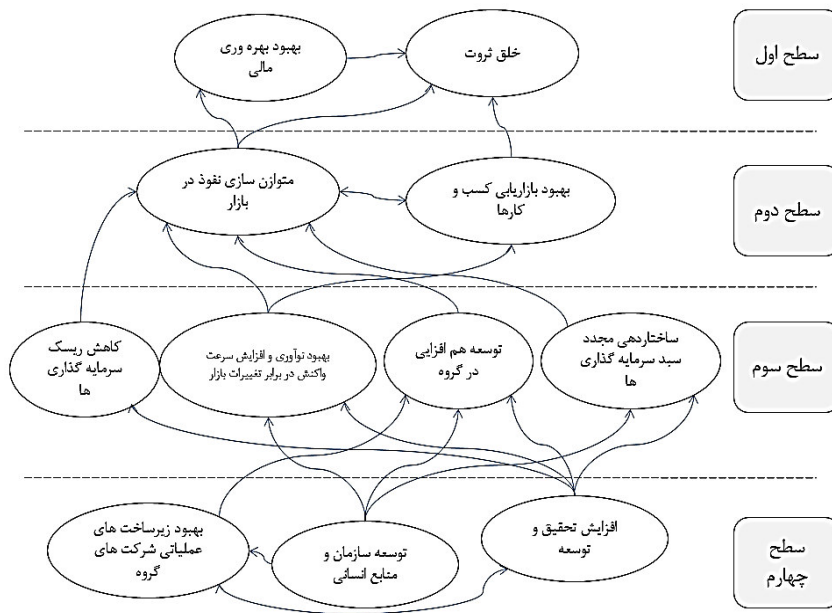 سطح اول
خلق ثروت
بهبود بهره وری
مالی
سطح دوم
بهبود بازاریابی کسب و
کارها
متوازن سازی نفوذ در
بازار
سطح سوم
ساختاردهی مجدد
سبد سرمایه گذاری
ها
توسعه هم افزایی
در گروه
بهبود نوآوری و افزایش سرعت
واکنش در برابر تغییرات بازار
کاهش ریسک
سرمایه گذاری
ها
سطح
چهارم
افزایش تحقیق و
توسعه
توسعه سازمان و
منابع انسانی
بهبود زیرساخت های
عملیاتی شرکت های
گروه